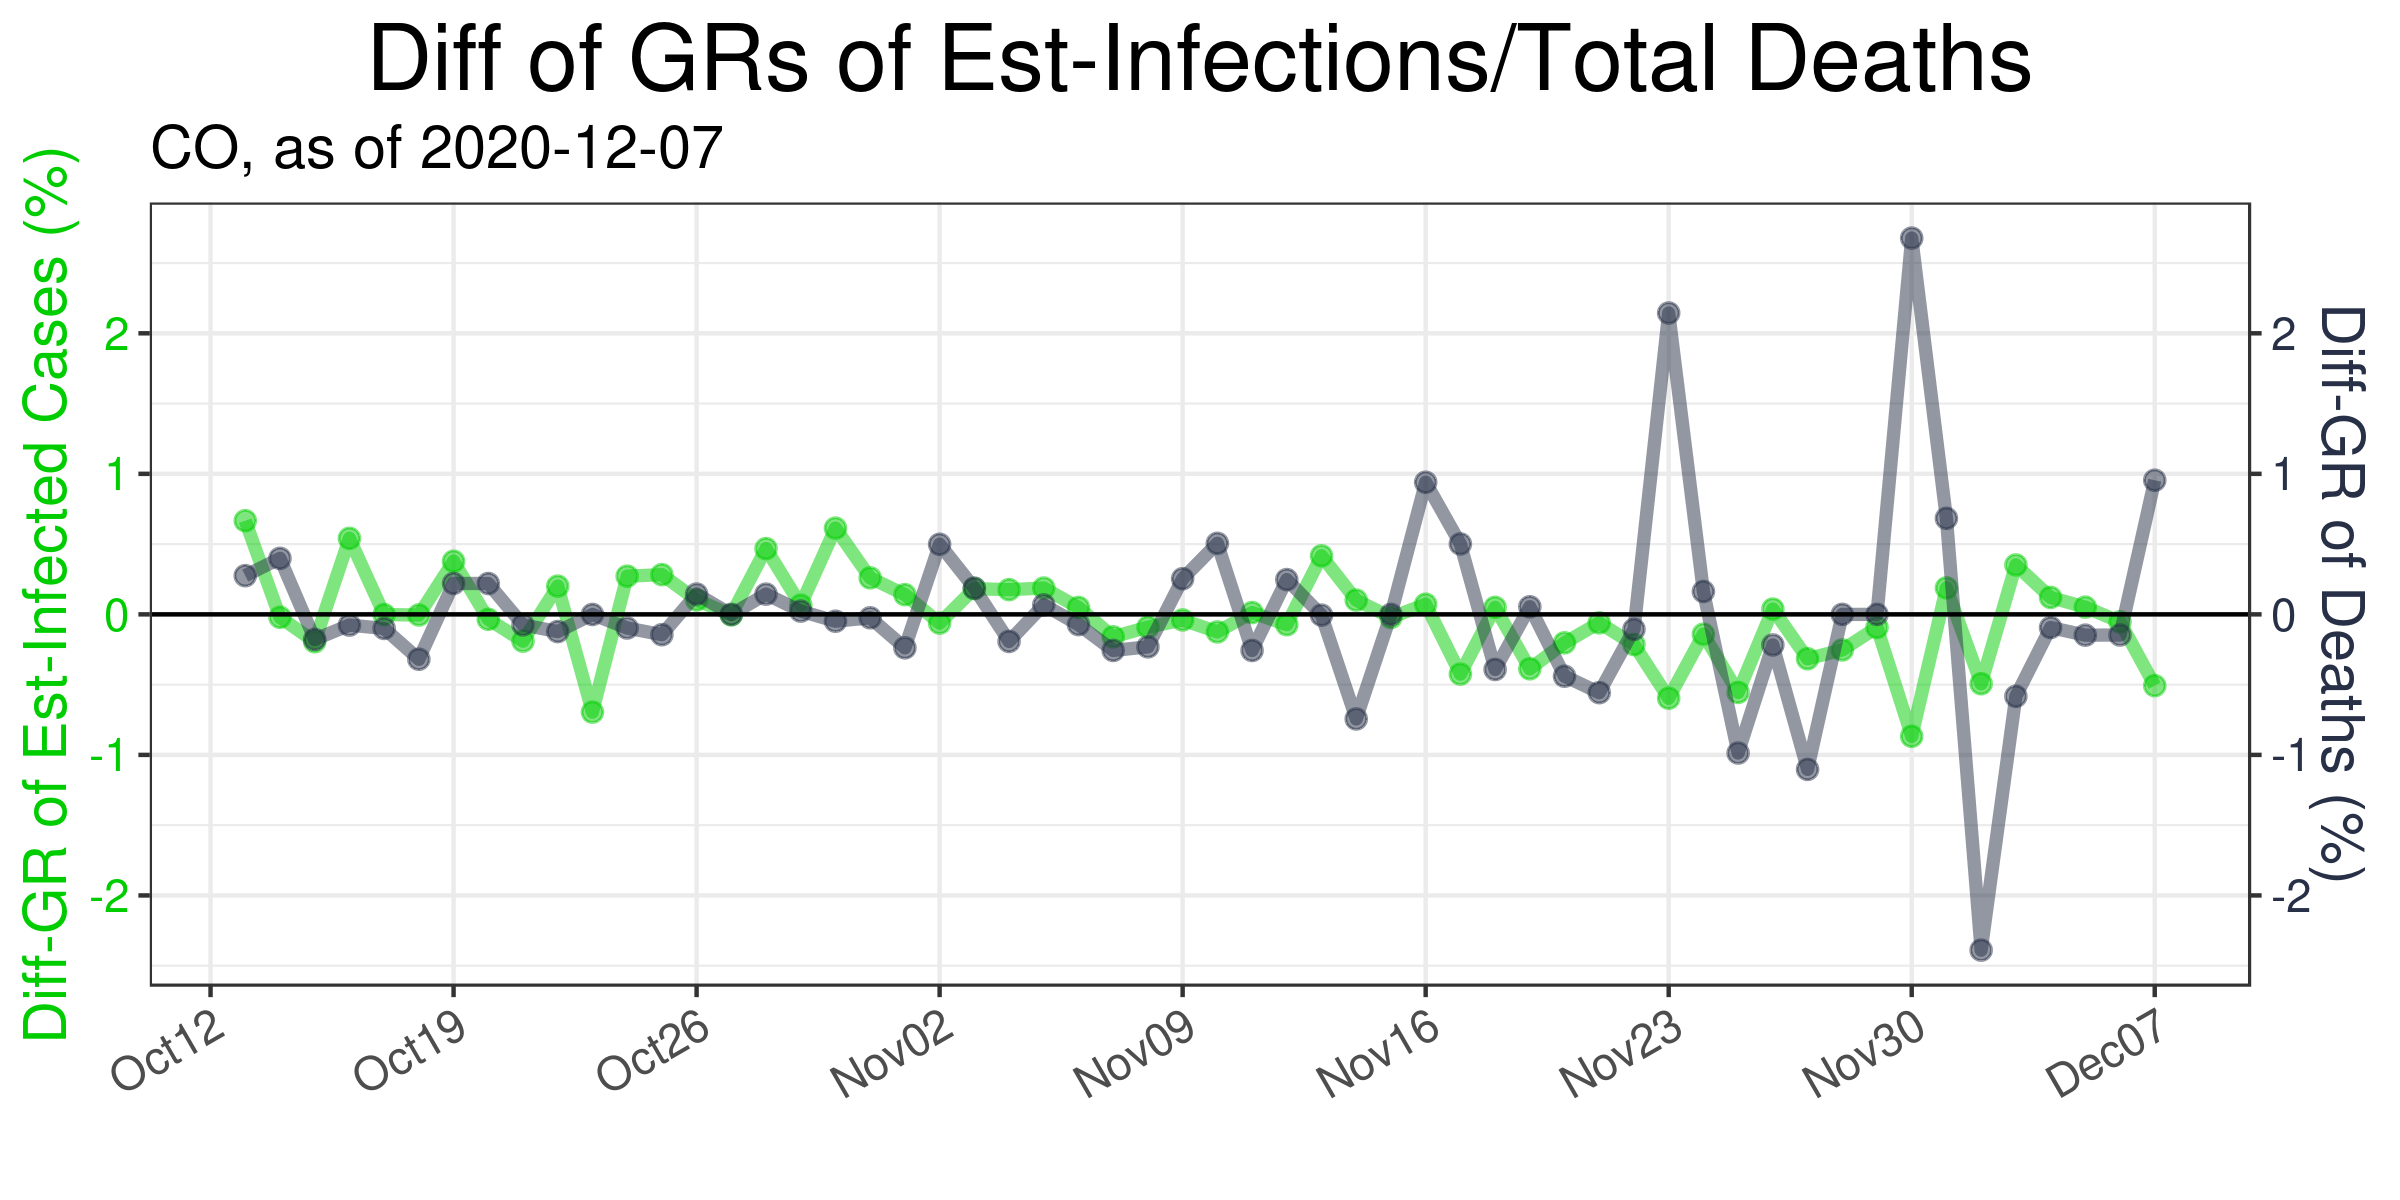 Diff of GRs of Est-Infections/Total Deaths
CO, as of 2020-12-07
Diff-GR of Est-Infected Cases (%)
2
1
0
-1
-2
2
1
0
-1
-2
Diff-GR of Deaths (%)
Oct12
Oct19
Oct26
Nov02
Nov09
Nov16
Nov23
Nov30
Dec07